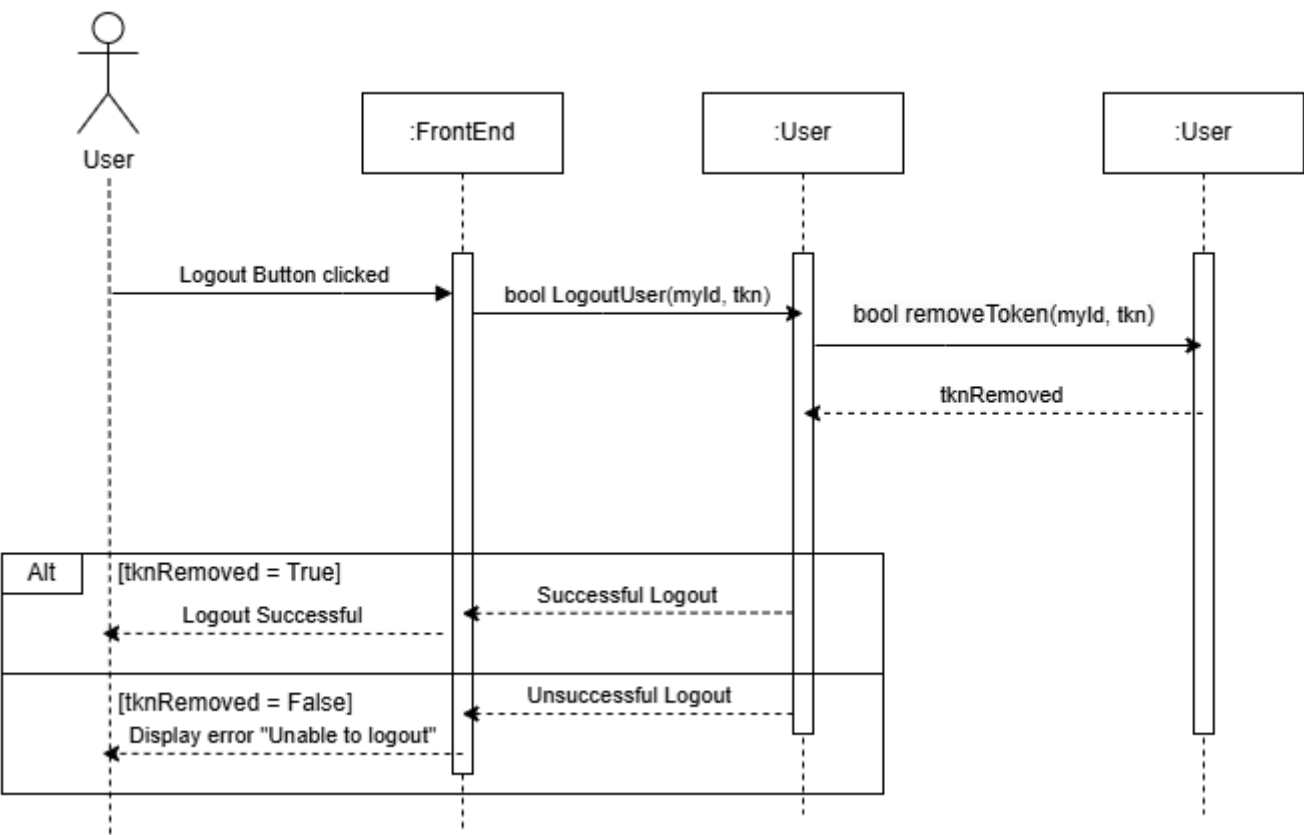 User
:FrontEnd
:User
:User
Logout Button clicked
bool LogoutUser(myId, tkn)
bool removeToken(myId, tkn)
tknRemoved
Alt
[tknRemoved = True]
Successful Logout
Logout Successful
[tknRemoved = False]
Unsuccessful Logout
Display error "Unable to logout"